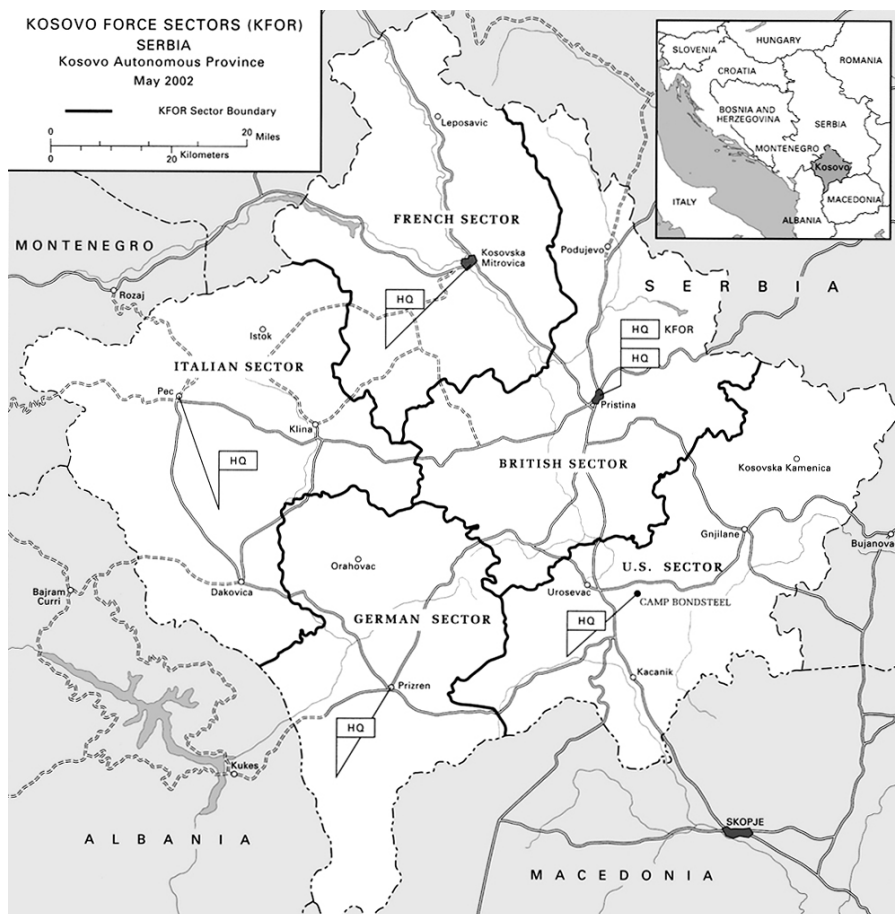 KOSOVO FORCE SECTORS (KFOR)
SERBIA
Kosovo Autonomous Province
May 2002
KFOR Sector Boundary
0 20 Miles
0 20 Kilometers
HUNGARY
SLOVENIA
ROMANIA
CROATIA
BOSNIA AND
HERZEGOVINA
SERBIA
MONTENEGRO
Kosovo
ITALY
MACEDONIA
ALBANIA
Leposavic
FRENCH SECTOR
MONTENEGRO
Kosovska
Mitrovica
Podujevo
SERBIA
Rozaj
HQ
Istok
HQ KFOR
HQ
ITALIAN SECTOR
Pec
Pristina
Klina
HQ
BRITISH SECTOR
Kosovska Kamenica
Gnjilane
Bujanova
Orahovac
U.S. SECTOR
Dakovica
Urosevac
Bajram
Curri
CAMP BONDSTEEL
GERMAN SECTOR
HQ
Kacanik
Prizren
HQ
Kukes
SKOPJE
ALBANIA
MACEDONIA